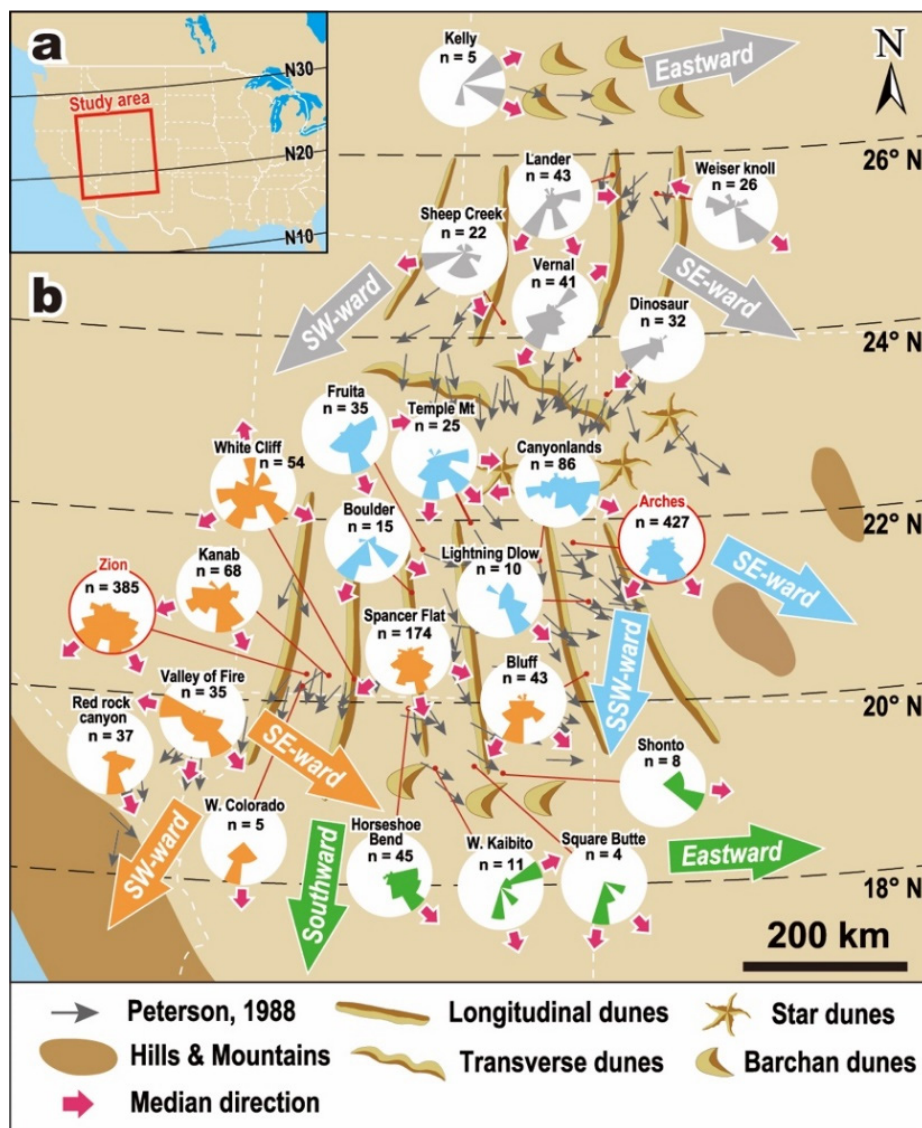 a
N30
Study area
N20
N10
b
N
Kelly
n = 5
Eastward
26° N
Lander
n = 43
Weiser knoll
n = 26
Sheep Creek
n = 22
Vernal
n = 41
SE-ward
SW-ward
Dinosaur
n = 32
24° N
Fruita
n = 35
Temple Mt
n = 25
White Cliff
n = 54
Canyonlands
n = 86
Boulder
n = 15
22° N
Arches
n = 427
Lightning Dlow
n = 10
Kanab
n = 68
Zion
n = 385
SE-ward
Spancer Flat
n = 174
SSW-ward
Bluff
n = 43
Valley of Fire
n = 35
20° N
Red rock
canyon
n = 37
SE-ward
Shonto
n = 8
W. Colorado
n = 5
SW-ward
Southward
Horseshoe
Bend
n = 45
W. Kaibito
n = 11
Square Butte
n = 4
Eastward
18° N
200 km
Peterson, 1988
Longitudinal dunes
Star dunes
Hills & Mountains
Transverse dunes
Barchan dunes
Median direction